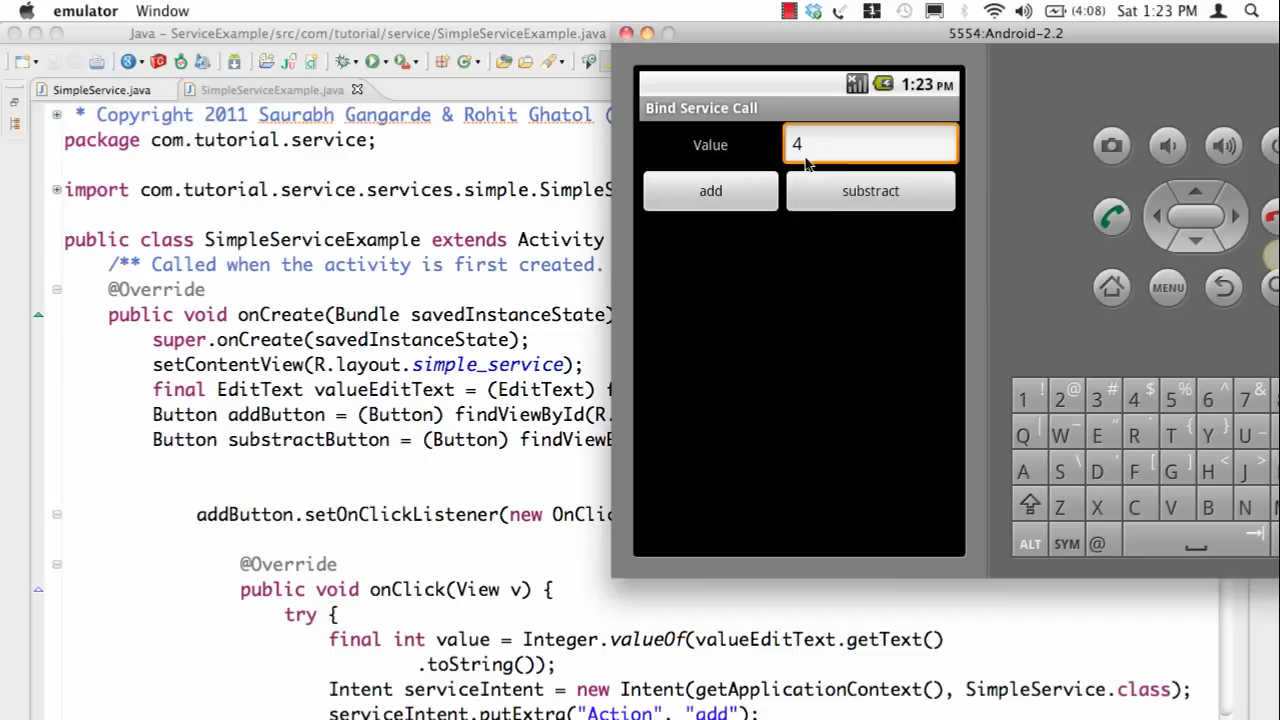 emulator Window (4:08) Sat 1:23 PM
Java - ServiceExample/src/com/tutorial/service/SimpleServiceExample.java
5554:Android-2.2
SimpleService.java SimpleServiceExample.java
* Copyright 2011 Saurabh Gangarde & Rohit Ghatol (
package com.tutorial.service;
import com.tutorial.service.services.simple.SimpleS
public class SimpleServiceExample extends Activity
/** Called when the activity is first created.
@Override
public void onCreate(Bundle savedInstanceState)
super.onCreate(savedInstanceState);
setContentView(R.layout.simple_service);
final EditText valueEditText = (EditText) f
Button addButton = (Button) findViewById(R.
Button substractButton = (Button) findViewB
addButton.setOnClickListener(new OnClic
@Override
public void onClick(View v) {
try {
final int value = Integer.valueOf(valueEditText.getText()
.toString());
Intent serviceIntent = new Intent(getApplicationContext(), SimpleService.class);
serviceIntent.putExtra("Action", "add");
1:23 PM
Bind Service Call
Value 4
add substract
MENU
1 ! 2 @ 3 # 4 $ 5 % 6 ^ 7 &
Q | W ~ E " R ` T { Y } U _
A S \ D ' F [ G ] H < J >
Z X C V B N
ALT SYM @